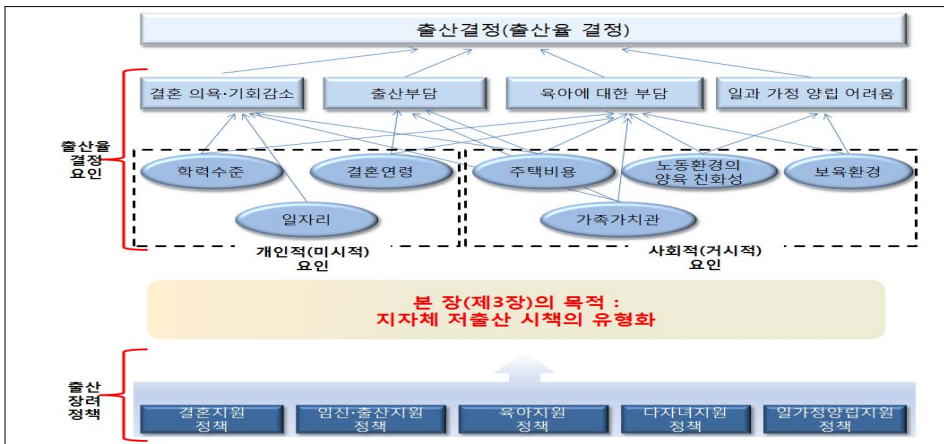 출산결정(출산율 결정)
출산율
결정
요인
결혼 의욕·기회감소
출산부담
육아에 대한 부담
일과 가정 양립 어려움
학력수준
결혼연령
주택비용
노동환경의
양육 친화성
보육환경
일자리
가족가치관
개인적(미시적)
요인
사회적(거시적)
요인
본 장(제3장)의 목적 :
지자체 저출산 시책의 유형화
출산
장려
정책
결혼지원
정책
임신·출산지원
정책
육아지원
정책
다자녀지원
정책
일가정양립지원
정책